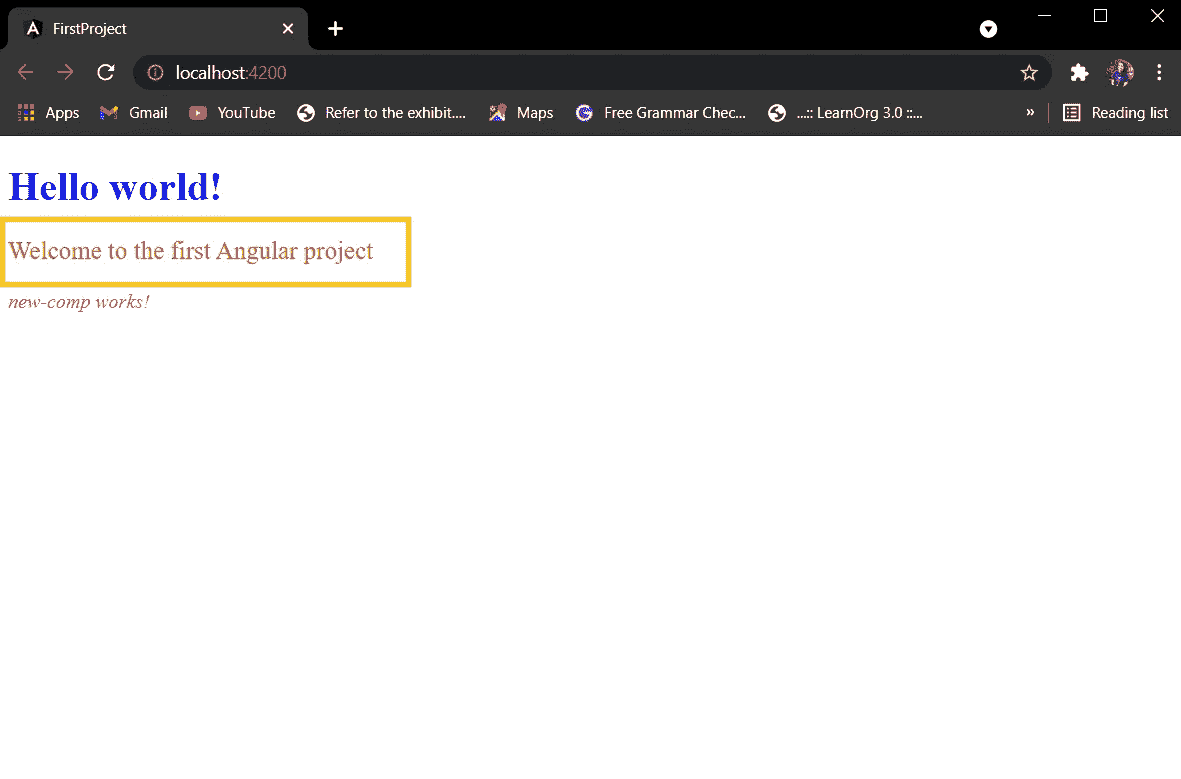 FirstProject
localhost:4200
Apps Gmail YouTube Refer to the exhibit.... Maps Free Grammar Chec... ...:: LearnOrg 3.0 ::... » Reading list
Hello world!
Welcome to the first Angular project
new-comp works!